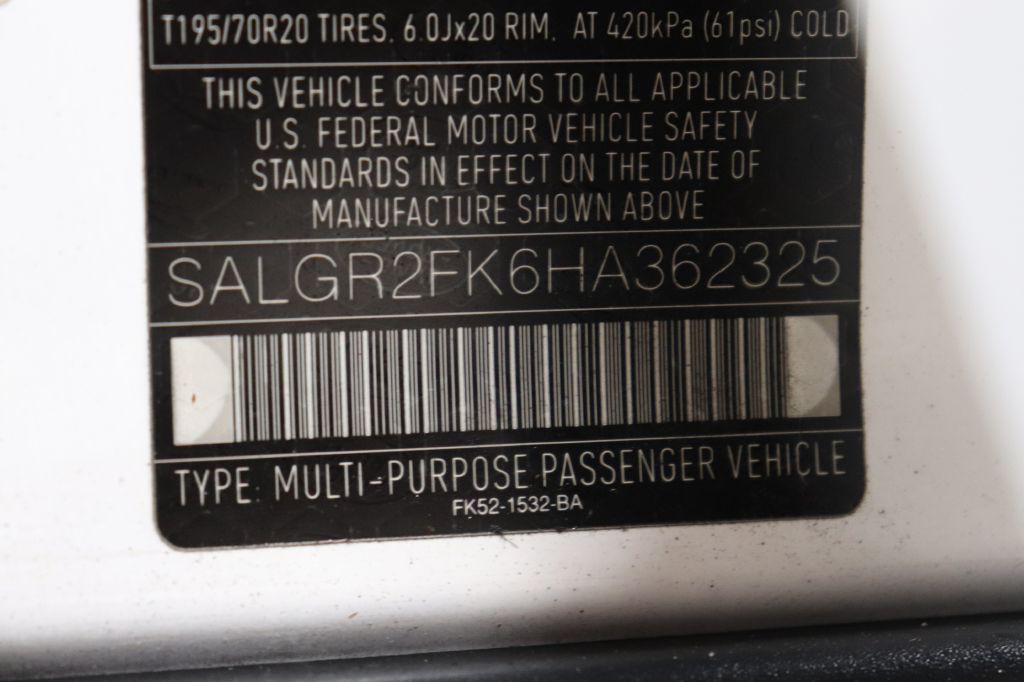 T195/70R20 TIRES, 6.0Jx20 RIM, AT 420kPa (61psi) COLD
THIS VEHICLE CONFORMS TO ALL APPLICABLE
U.S. FEDERAL MOTOR VEHICLE SAFETY
STANDARDS IN EFFECT ON THE DATE OF
MANUFACTURE SHOWN ABOVE
SALGR2FK6HA362325
TYPE: MULTI-PURPOSE PASSENGER VEHICLE
FK52-1532-BA